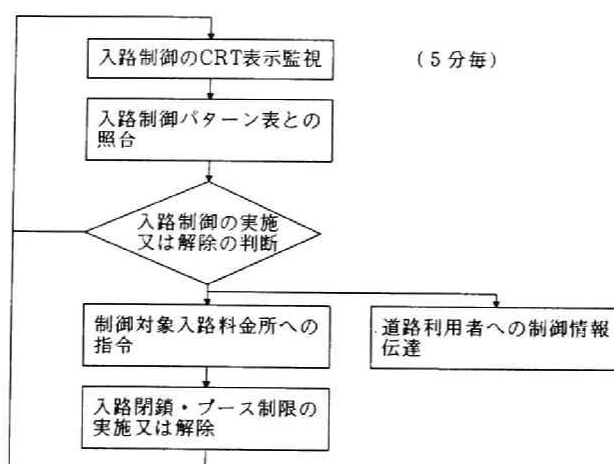 入路制御のCRT表示監視
(5分毎)
入路制御パターン表との
照台
入路制御の実施
又は解除の判断
制御対象入路料金所への
指令
道路利用者への制御情報
伝達
入路閉鎖・ブース制限の
実施又は解除